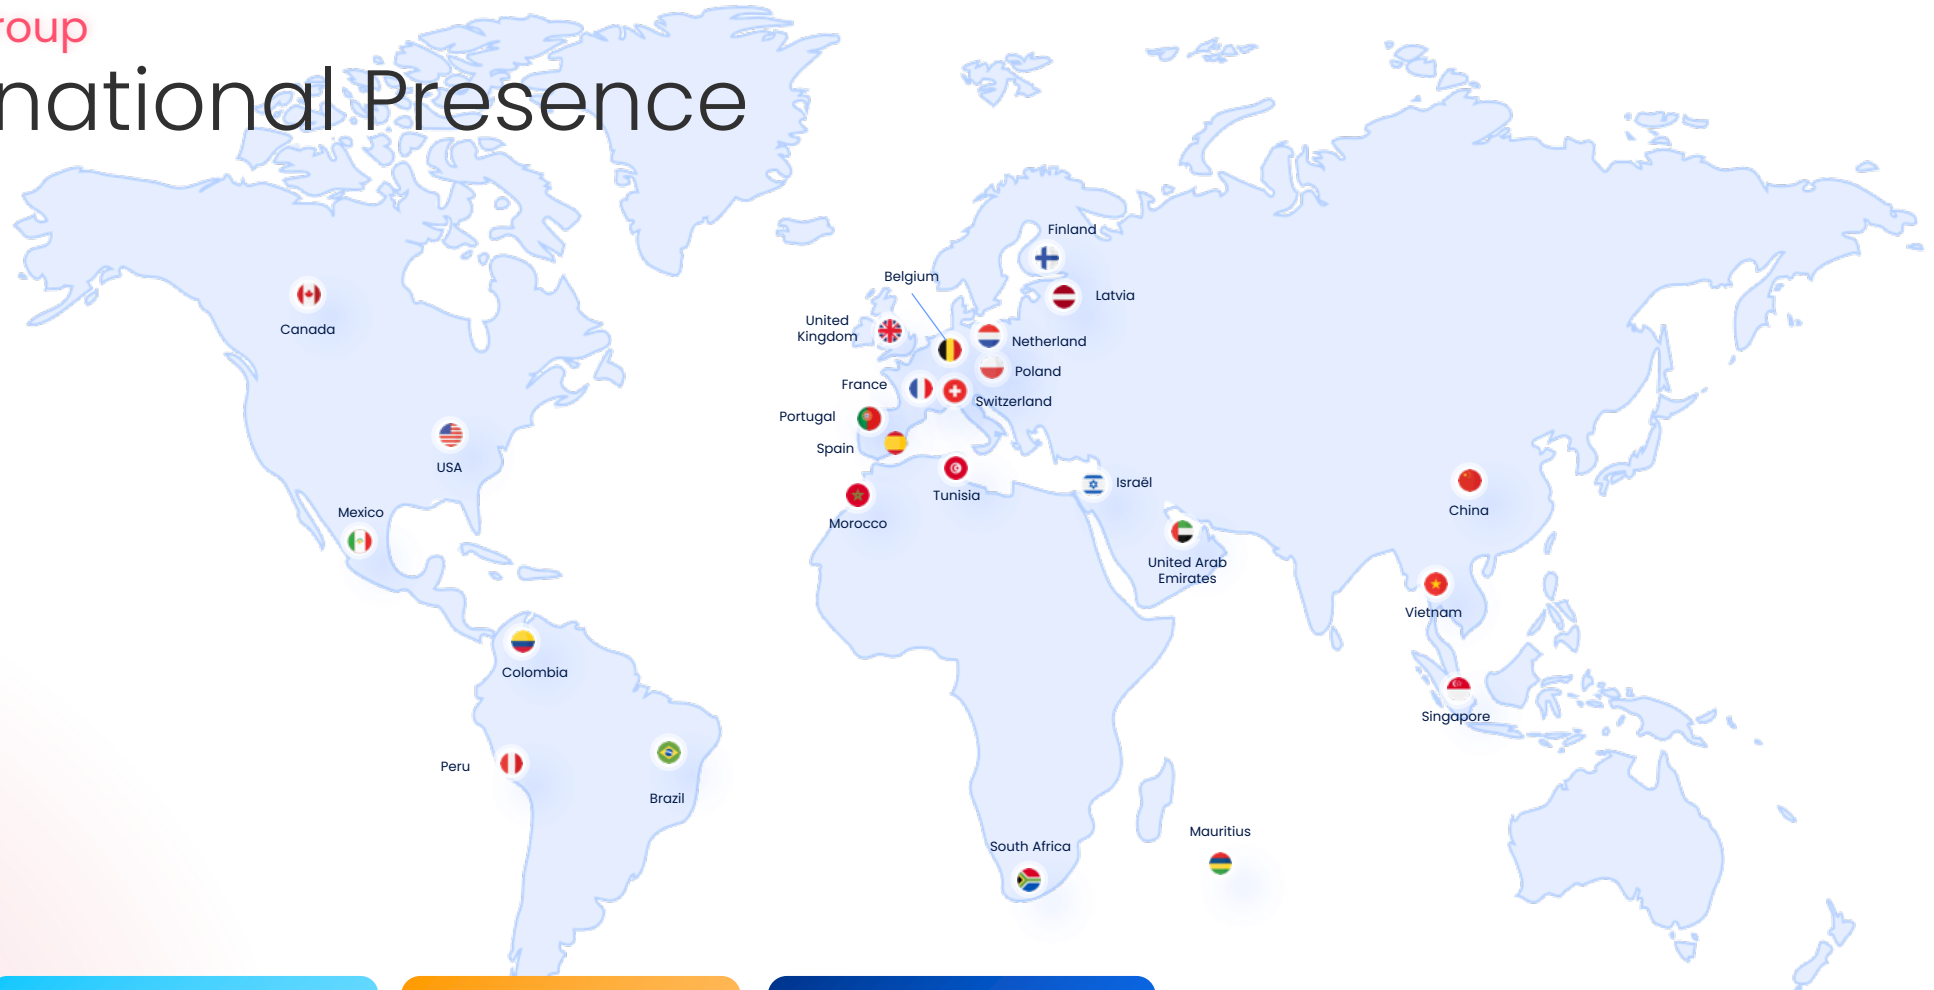 roup
national Presence
Finland
Belgium
Latvia
Canada
United
Kingdom
Netherland
Poland
France
Switzerland
Portugal
Spain
USA
Israël
Tunisia
Mexico
China
Morocco
United Arab
Emirates
Vietnam
Colombia
Singapore
Peru
Brazil
Mauritius
South Africa